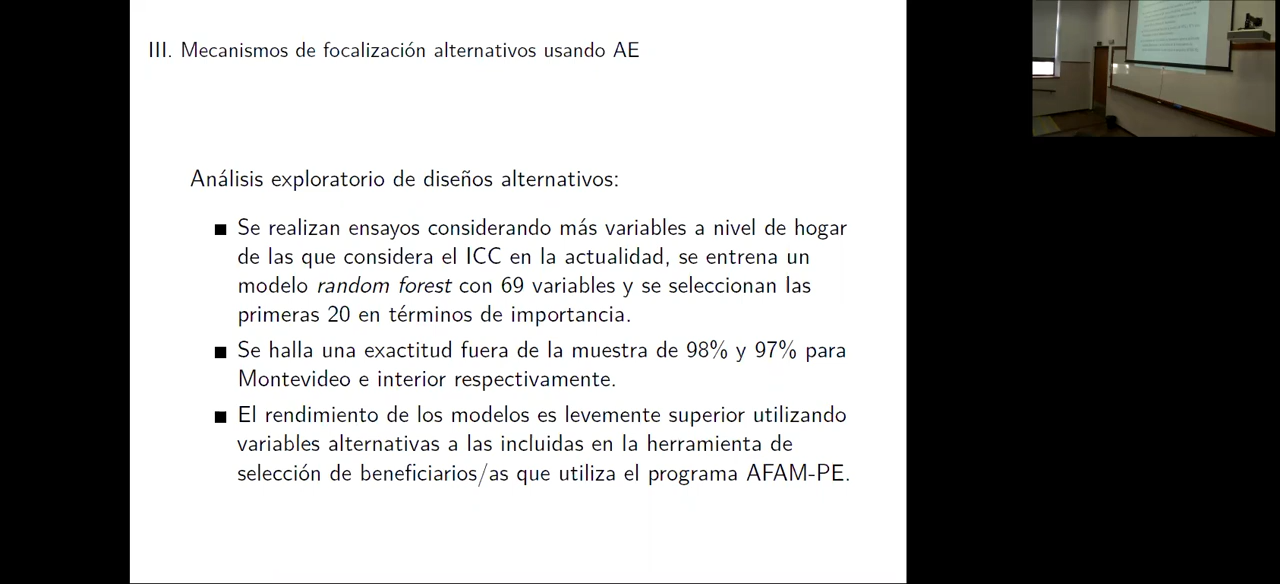 III. Mecanismos de focalización alternativos usando AE
Análisis exploratorio de diseños alternativos:
■ Se realizan ensayos considerando más variables a nivel de hogar
de las que considera el ICC en la actualidad, se entrena un
modelo random forest con 69 variables y se seleccionan las
primeras 20 en términos de importancia.
■ Se halla una exactitud fuera de la muestra de 98% y 97% para
Montevideo e interior respectivamente.
■ El rendimiento de los modelos es levemente superior utilizando
variables alternativas a las incluidas en la herramienta de
selección de beneficiarios/as que utiliza el programa AFAM-PE.